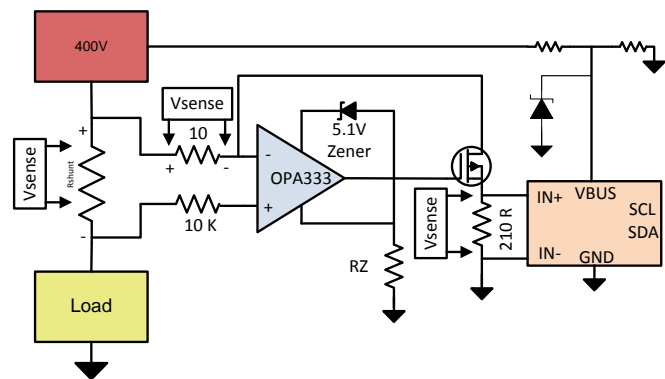 400V
Vsense
10
+
-
5.1V
Zener
+
Vsense
Rshunt
-
OPA333
+
-
10 K
Vsense
210 R
IN+
VBUS
SCL
SDA
IN-
GND
RZ
-
Load